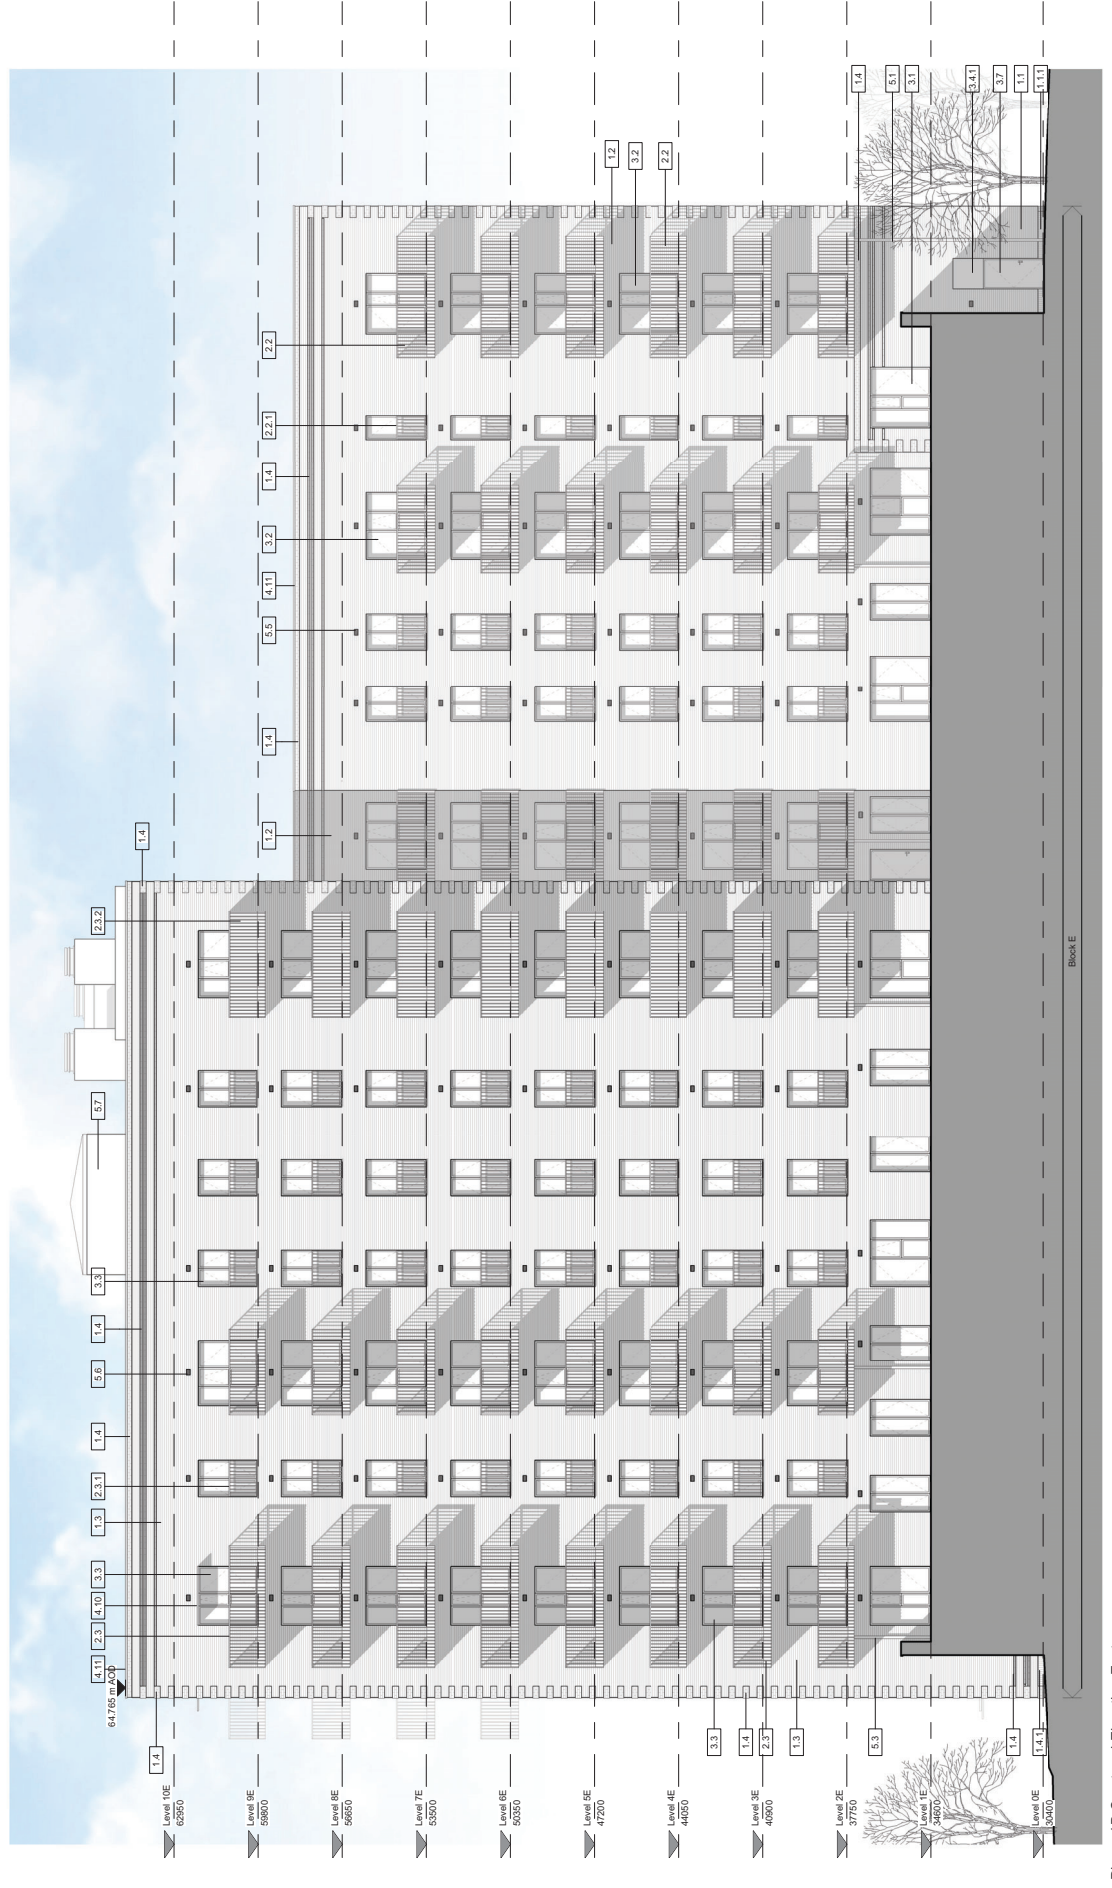 4.11 2.3 4.10 3.3 1.3 2.3.1 1.4 5.6 1.4 3.3 5.7 2.3.2
64.765 m AOD
1.4
1.4
Level 10E
62950
Level 9E
59800
1.2 1.4 5.5 4.11 3.2 1.4 2.2.1 2.2
Level 8E
56650
Level 7E
53500
Level 6E
50350
Level 5E
47200
1.2
3.2
2.2
Level 4E
44050
3.3
1.4
2.3
Level 3E
40900
1.3
Level 2E
37750
1.4
5.3
5.1
3.1
Level 1E
34600
3.4.1
3.7
1.4
1.1
1.4.1
1.1.1
Level 0E
30400
Block E